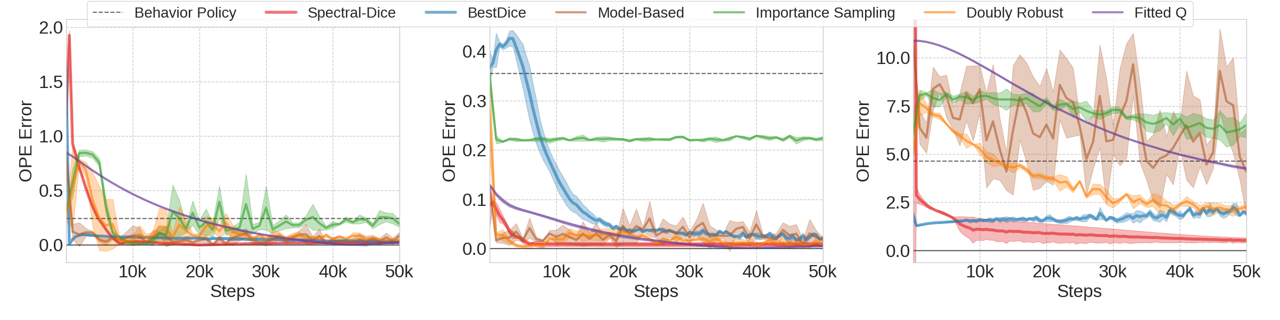 Behavior Policy Spectral-Dice BestDice Model-Based Importance Sampling Doubly Robust Fitted Q
OPE Error
2.0
1.5
1.0
0.5
0.0
10k 20k 30k 40k 50k
Steps
OPE Error
0.4
0.3
0.2
0.1
0.0
10k 20k 30k 40k 50k
Steps
OPE Error
10.0
7.5
5.0
2.5
0.0
10k 20k 30k 40k 50k
Steps